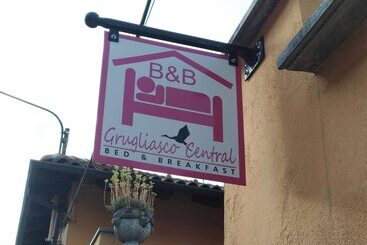 B&B
Grugliasco Central
BED & BREAKFAST